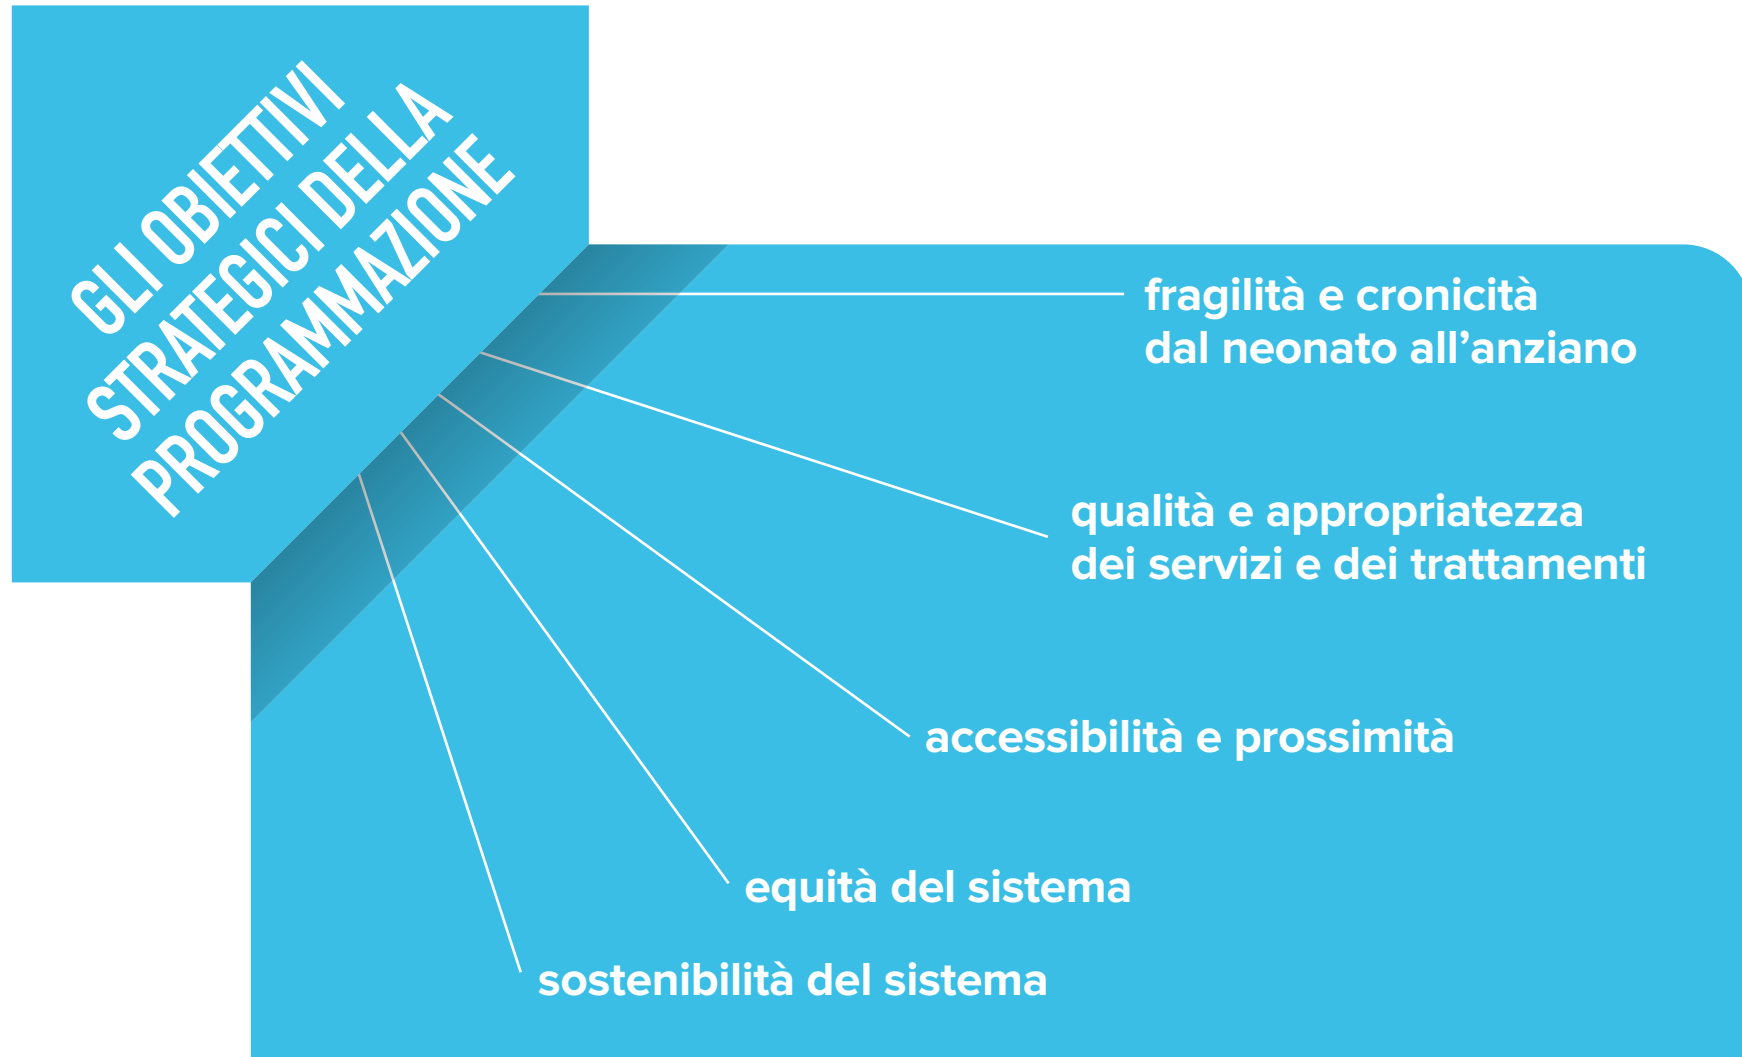 GLI OBIETTIVI
STRATEGICI DELLA
PROGRAMMAZIONE
fragilità e cronicità
dal neonato all’anziano
qualità e appropriatezza
dei servizi e dei trattamenti
accessibilità e prossimità
equità del sistema
sostenibilità del sistema